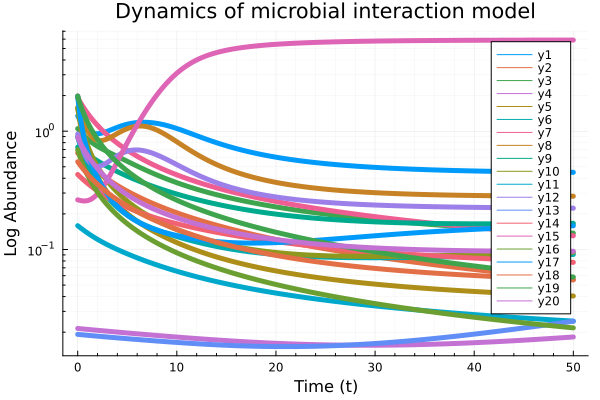 Dynamics of microbial interaction model
Log Abundance
10⁰
10⁻¹
0
10
20
30
40
50
Time (t)
y1
y2
y3
y4
y5
y6
y7
y8
y9
y10
y11
y12
y13
y14
y15
y16
y17
y18
y19
y20